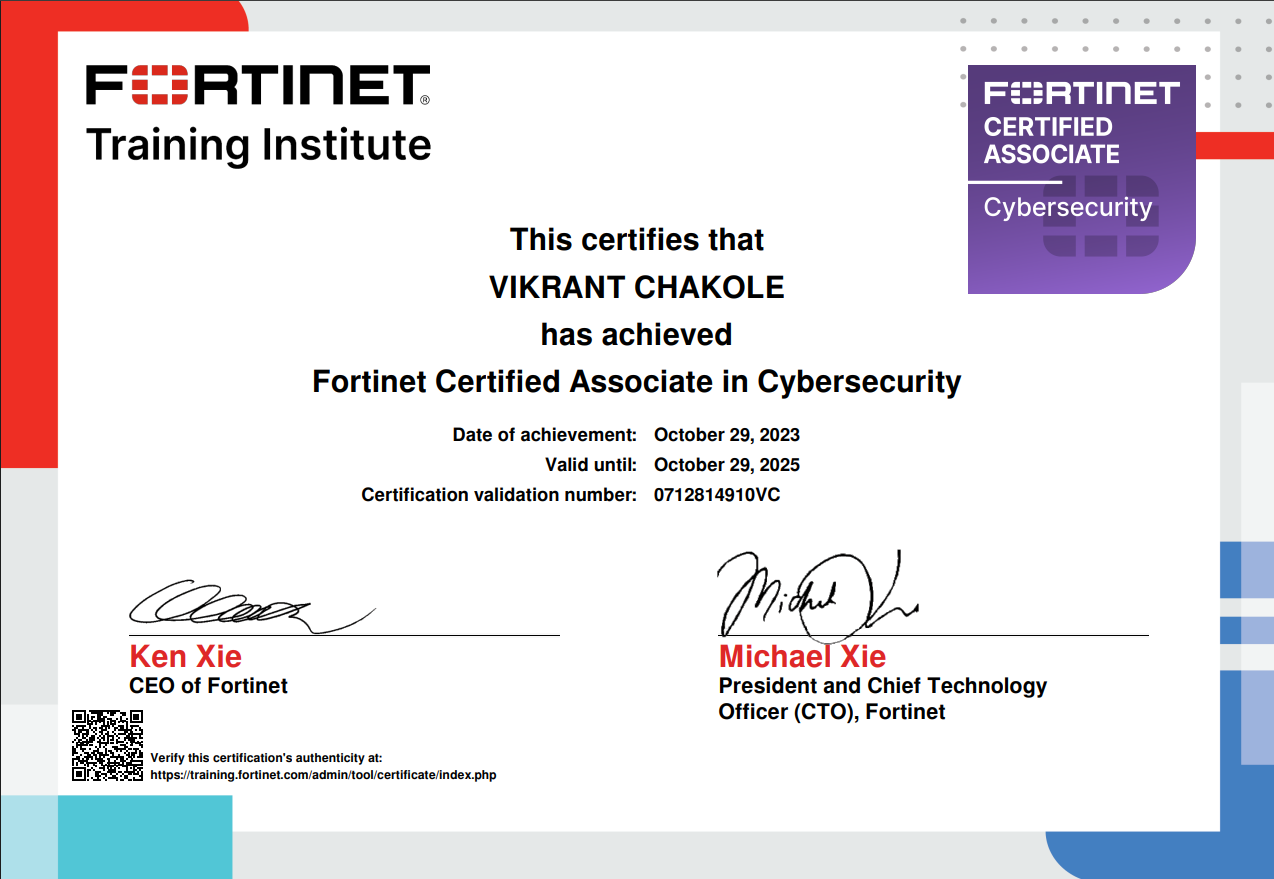 FORTINET®
Training Institute
FORTINET
CERTIFIED
ASSOCIATE
Cybersecurity
This certifies that
VIKRANT CHAKOLE
has achieved
Fortinet Certified Associate in Cybersecurity
Date of achievement: October 29, 2023
Valid until: October 29, 2025
Certification validation number: 0712814910VC
Ken Xie
CEO of Fortinet
Michael Xie
President and Chief Technology
Officer (CTO), Fortinet
Verify this certification's authenticity at:
https://training.fortinet.com/admin/tool/certificate/index.php